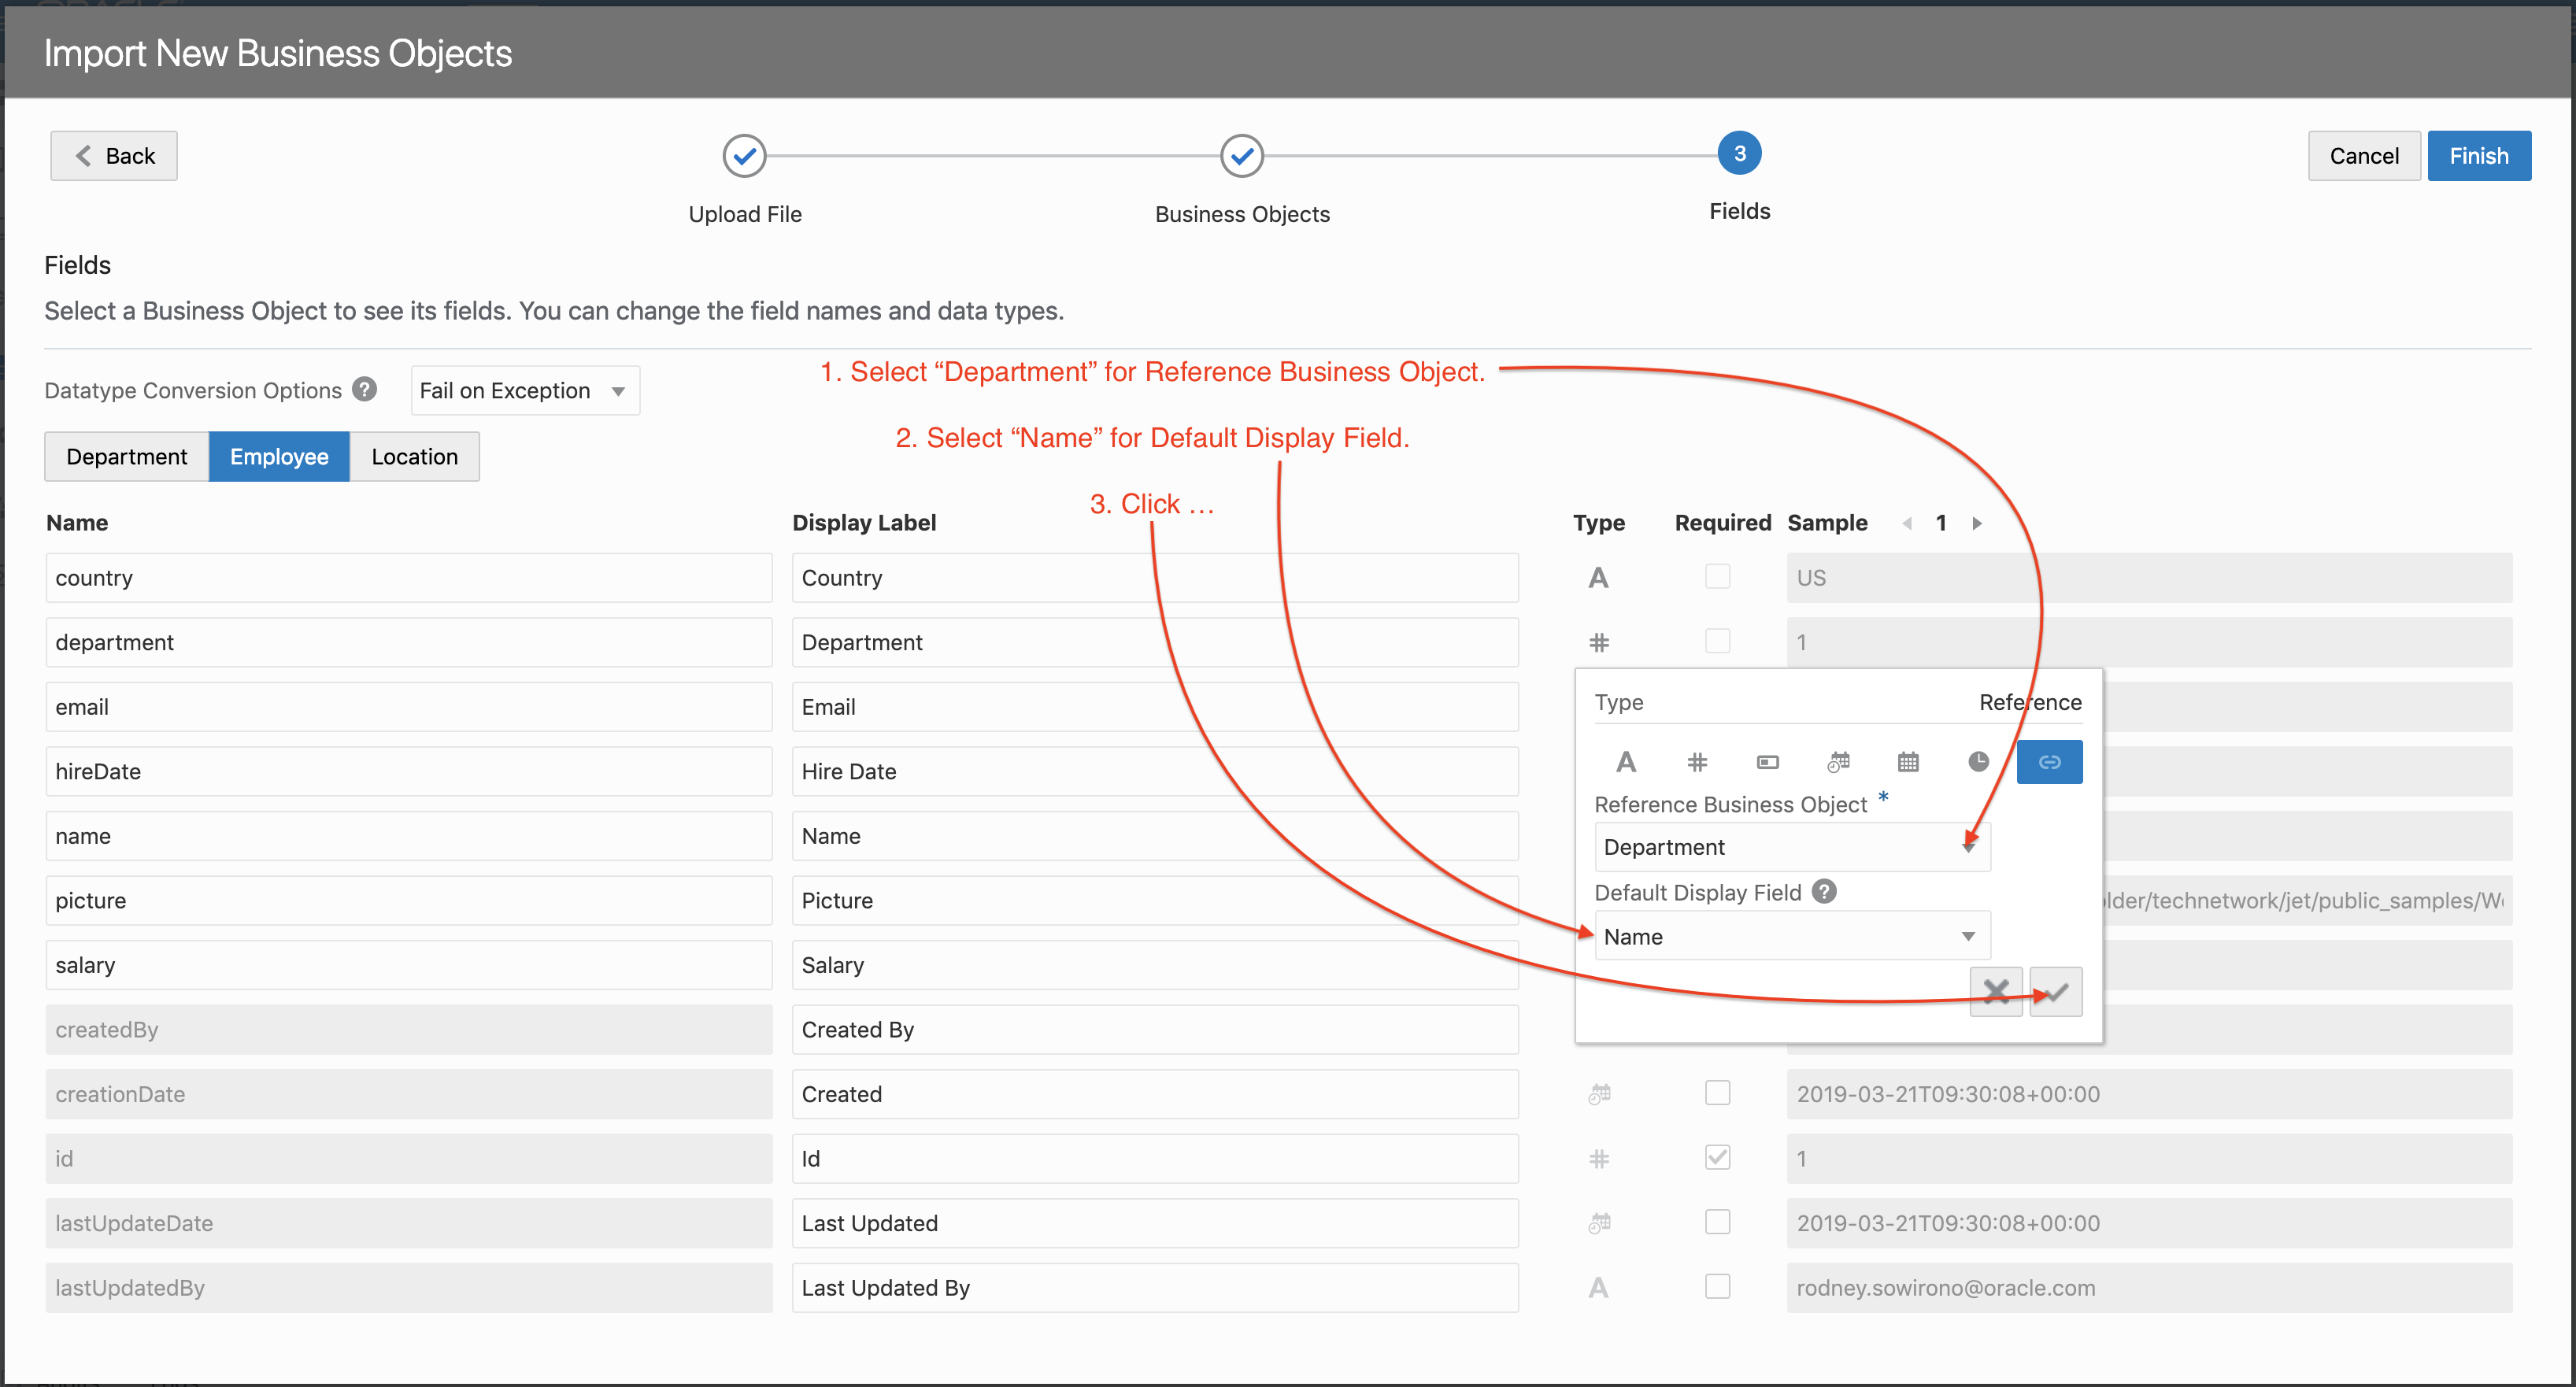 Import New Business Objects
Back
Upload File
Business Objects
3
Fields
Cancel
Finish
Fields
Select a Business Object to see its fields. You can change the field names and data types.
1. Select “Department” for Reference Business Object.
Datatype Conversion Options ?
Fail on Exception
2. Select “Name” for Default Display Field.
Department
Employee
Location
3. Click …
Name
Display Label
Type
Required
Sample
1
country
Country
A
US
department
Department
#
1
email
Email
hireDate
Hire Date
name
Name
picture
Picture
lder/technetwork/jet/public_samples/W
salary
Salary
Type
Reference
A
#
Reference Business Object *
Department
Default Display Field ?
Name
createdBy
Created By
creationDate
Created
2019-03-21T09:30:08+00:00
id
Id
#
1
lastUpdateDate
Last Updated
2019-03-21T09:30:08+00:00
lastUpdatedBy
Last Updated By
A
rodney.sowirono@oracle.com